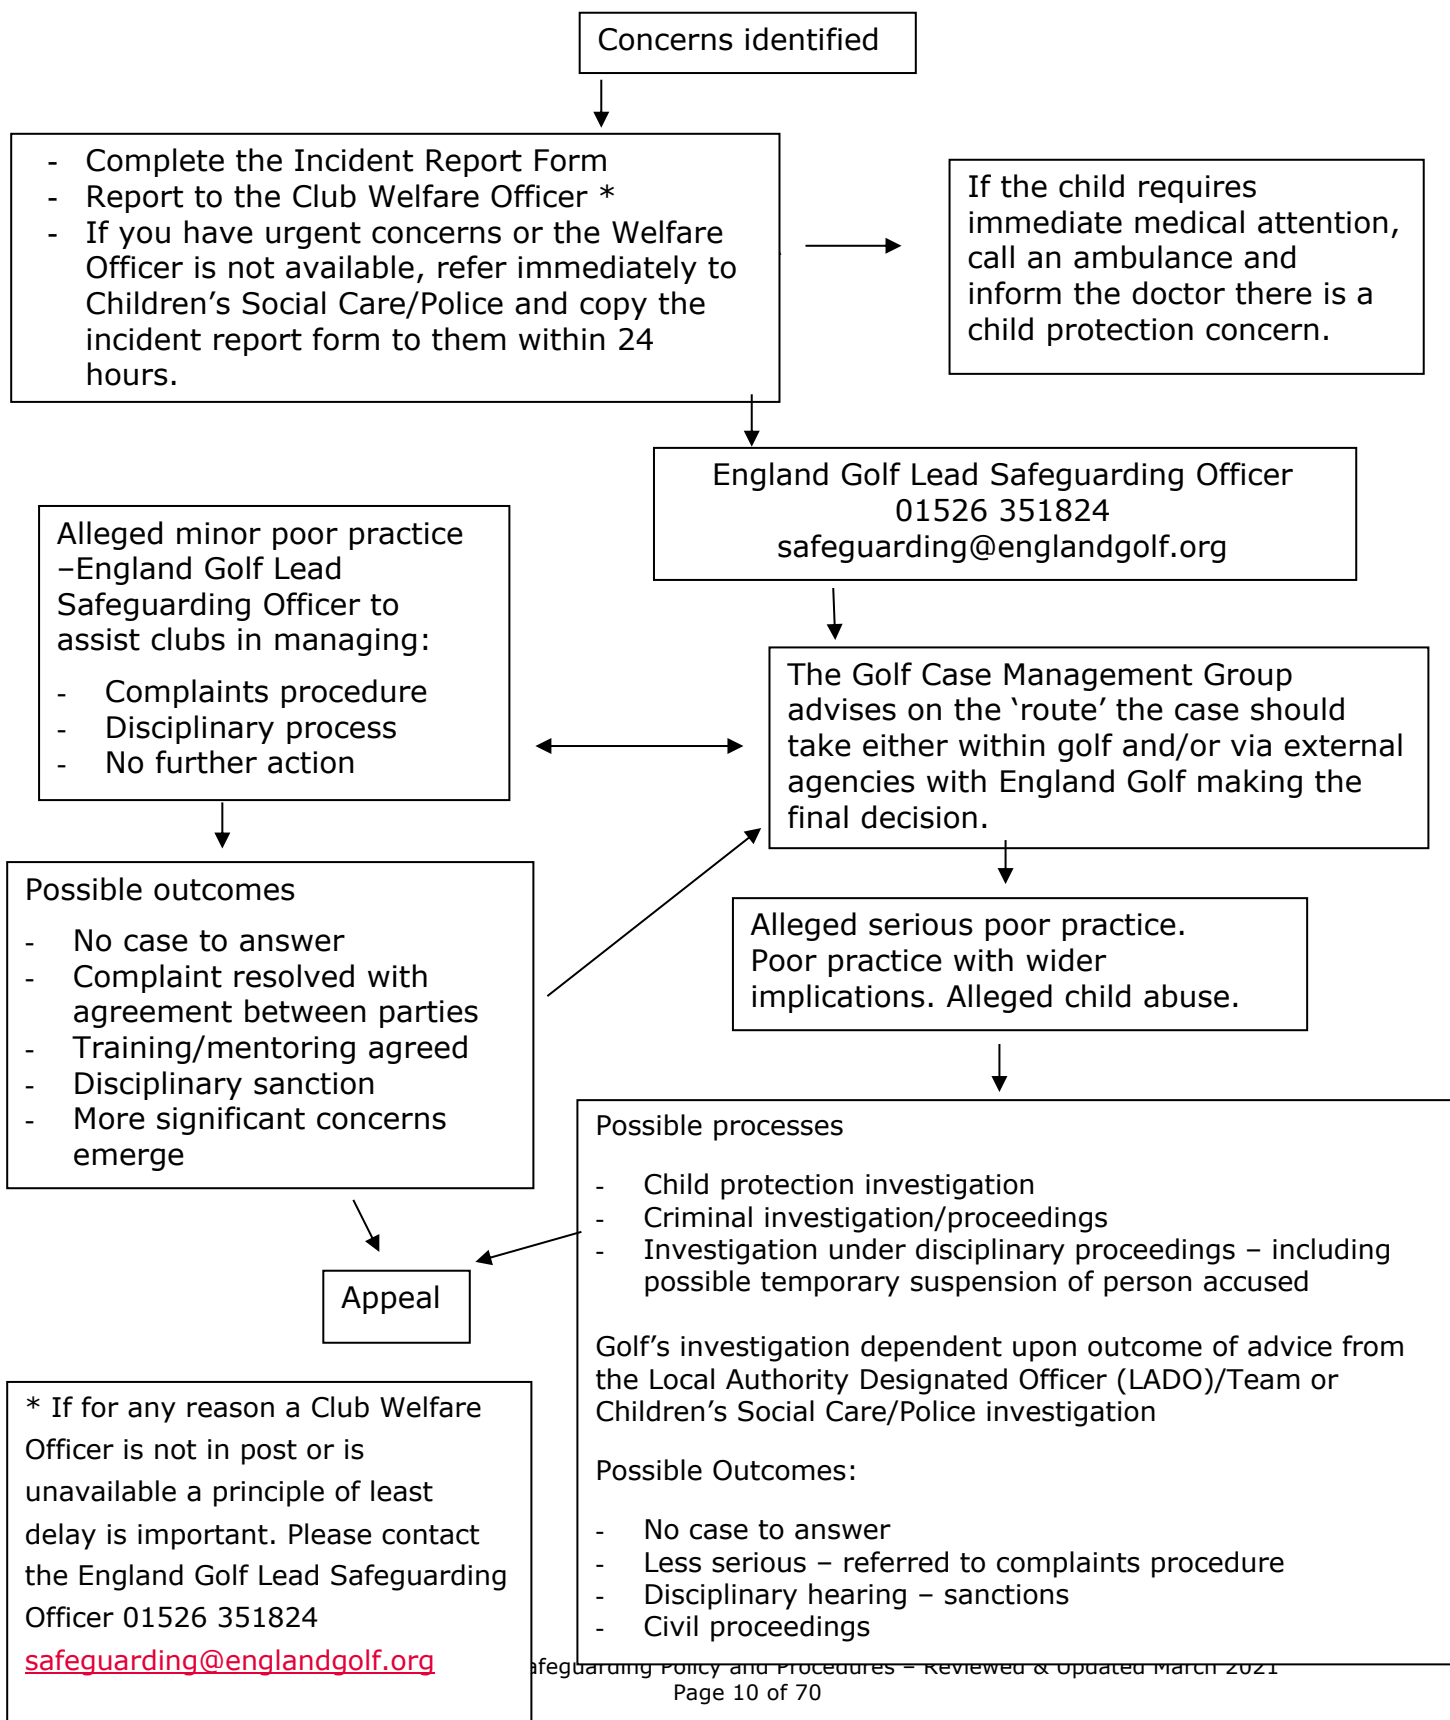 Concerns identified
- Complete the Incident Report Form
- Report to the Club Welfare Officer *
- If you have urgent concerns or the Welfare
Officer is not available, refer immediately to
Children’s Social Care/Police and copy the
incident report form to them within 24
hours.
If the child requires
immediate medical attention,
call an ambulance and
inform the doctor there is a
child protection concern.
England Golf Lead Safeguarding Officer
01526 351824
safeguarding@englandgolf.org
Alleged minor poor practice
–England Golf Lead
Safeguarding Officer to
assist clubs in managing:
- Complaints procedure
- Disciplinary process
- No further action
The Golf Case Management Group
advises on the ‘route’ the case should
take either within golf and/or via external
agencies with England Golf making the
final decision.
Possible outcomes
- No case to answer
- Complaint resolved with
agreement between parties
- Training/mentoring agreed
- Disciplinary sanction
- More significant concerns
emerge
Alleged serious poor practice.
Poor practice with wider
implications. Alleged child abuse.
Possible processes
- Child protection investigation
- Criminal investigation/proceedings
- Investigation under disciplinary proceedings – including
possible temporary suspension of person accused
Golf’s investigation dependent upon outcome of advice from
the Local Authority Designated Officer (LADO)/Team or
Children’s Social Care/Police investigation
Possible Outcomes:
- No case to answer
- Less serious – referred to complaints procedure
- Disciplinary hearing – sanctions
- Civil proceedings
Appeal
* If for any reason a Club Welfare
Officer is not in post or is
unavailable a principle of least
delay is important. Please contact
the England Golf Lead Safeguarding
Officer 01526 351824
safeguarding@englandgolf.org
afeguarding Policy and Procedures – Reviewed & Updated March 2021
Page 10 of 70